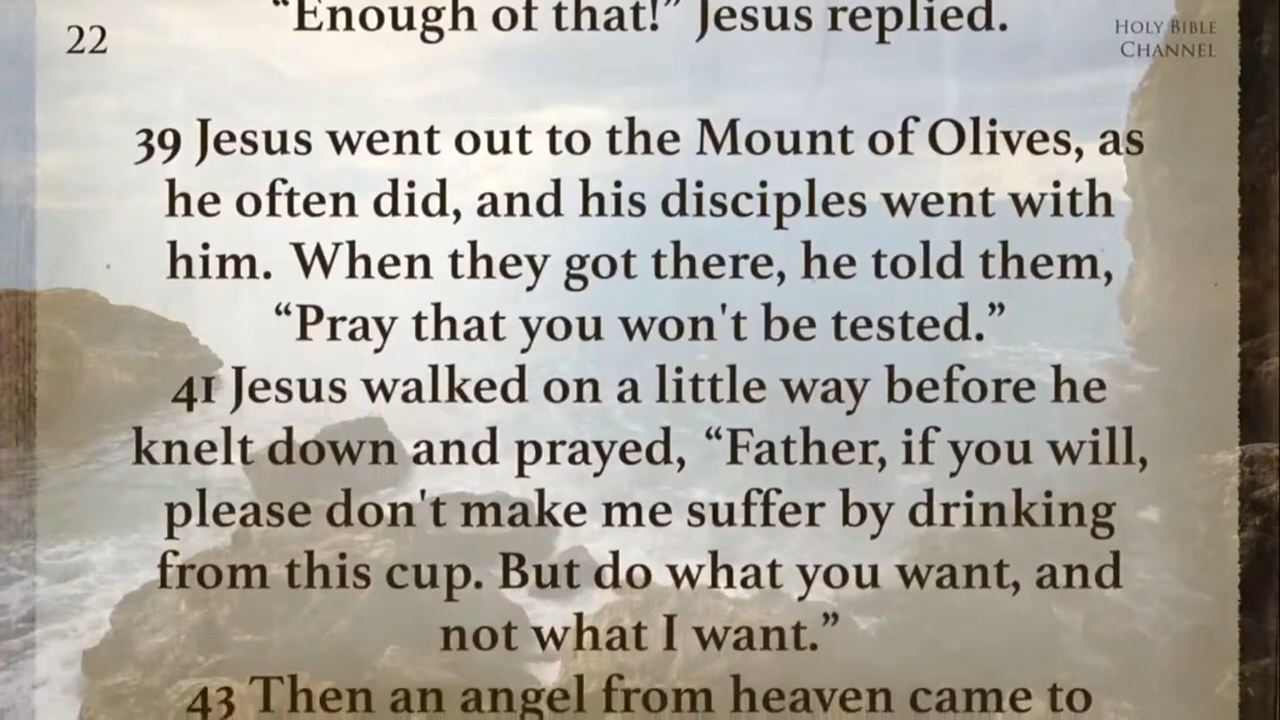 “Enough of that!” Jesus replied.
22
HOLY BIBLE
CHANNEL
39 Jesus went out to the Mount of Olives, as
he often did, and his disciples went with
him. When they got there, he told them,
“Pray that you won't be tested.”
41 Jesus walked on a little way before he
knelt down and prayed, “Father, if you will,
please don't make me suffer by drinking
from this cup. But do what you want, and
not what I want.”
43 Then an angel from heaven came to